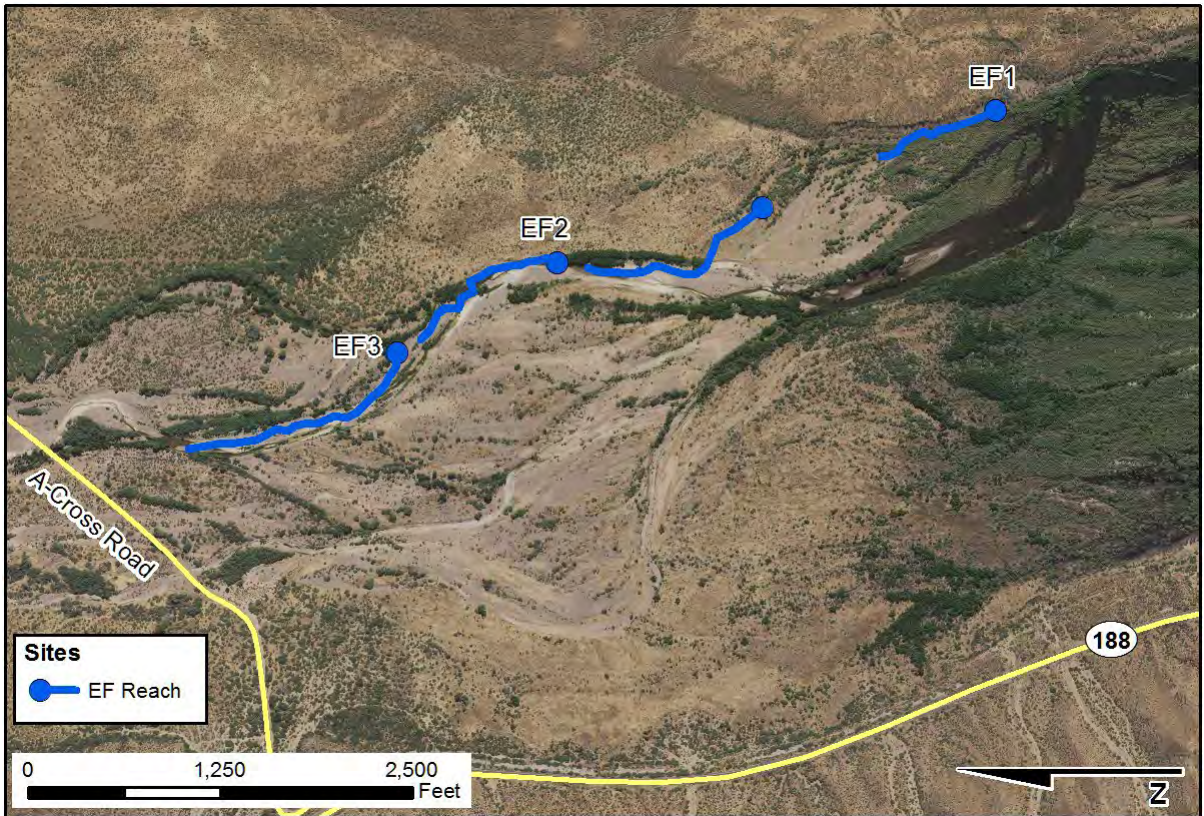 EF1
EF2
EF3
A-Cross Road
188
Sites
EF Reach
0 1,250 2,500
Feet
Z